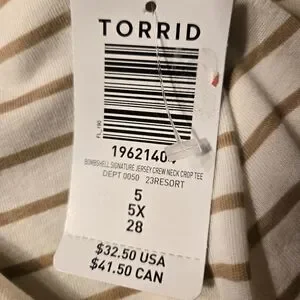 TORRID
BOMBSHELL SIGNATURE JERSEY CREW NECK CROP TEE
DEPT 0050 23RESORT
5
5X
28
$32.50 USA
$41.50 CAN